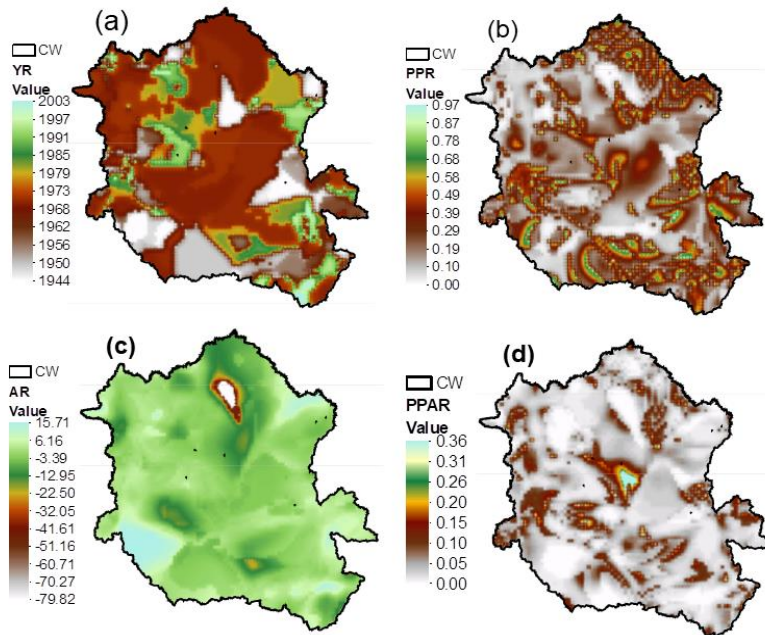 (a)
CW
YR
Value
2003
1997
1991
1985
1979
1973
1968
1962
1956
1950
1944
(b)
CW
PPR
Value
0.97
0.87
0.78
0.68
0.58
0.49
0.39
0.29
0.19
0.10
0.00
(c)
CW
AR
Value
15.71
6.16
-3.39
-12.95
-22.50
-32.05
-41.61
-51.16
-60.71
-70.27
-79.82
(d)
CW
PPAR
Value
0.36
0.31
0.26
0.20
0.15
0.10
0.05
0.00